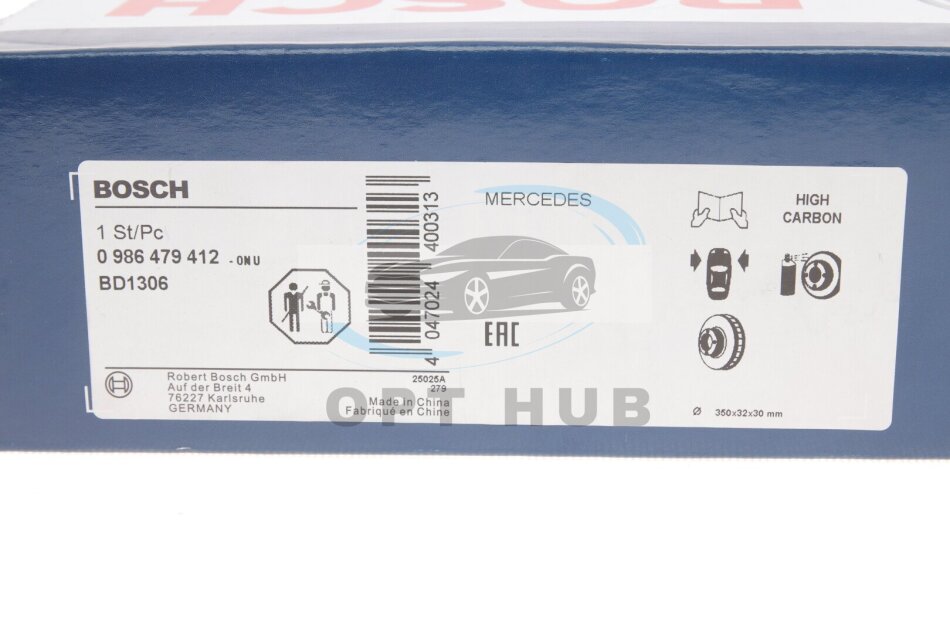 BOSCH
BOSCH
1 St/Pc
0 986 479 412 - ONU
BD1306
4 047024 400313
MERCEDES
HIGH
CARBON
EAC
Robert Bosch GmbH
Auf der Breit 4
76227 Karlsruhe
GERMANY
25025A
279
Made in China
Fabriqué en Chine
OPT HUB
Ø 350x32x30 mm